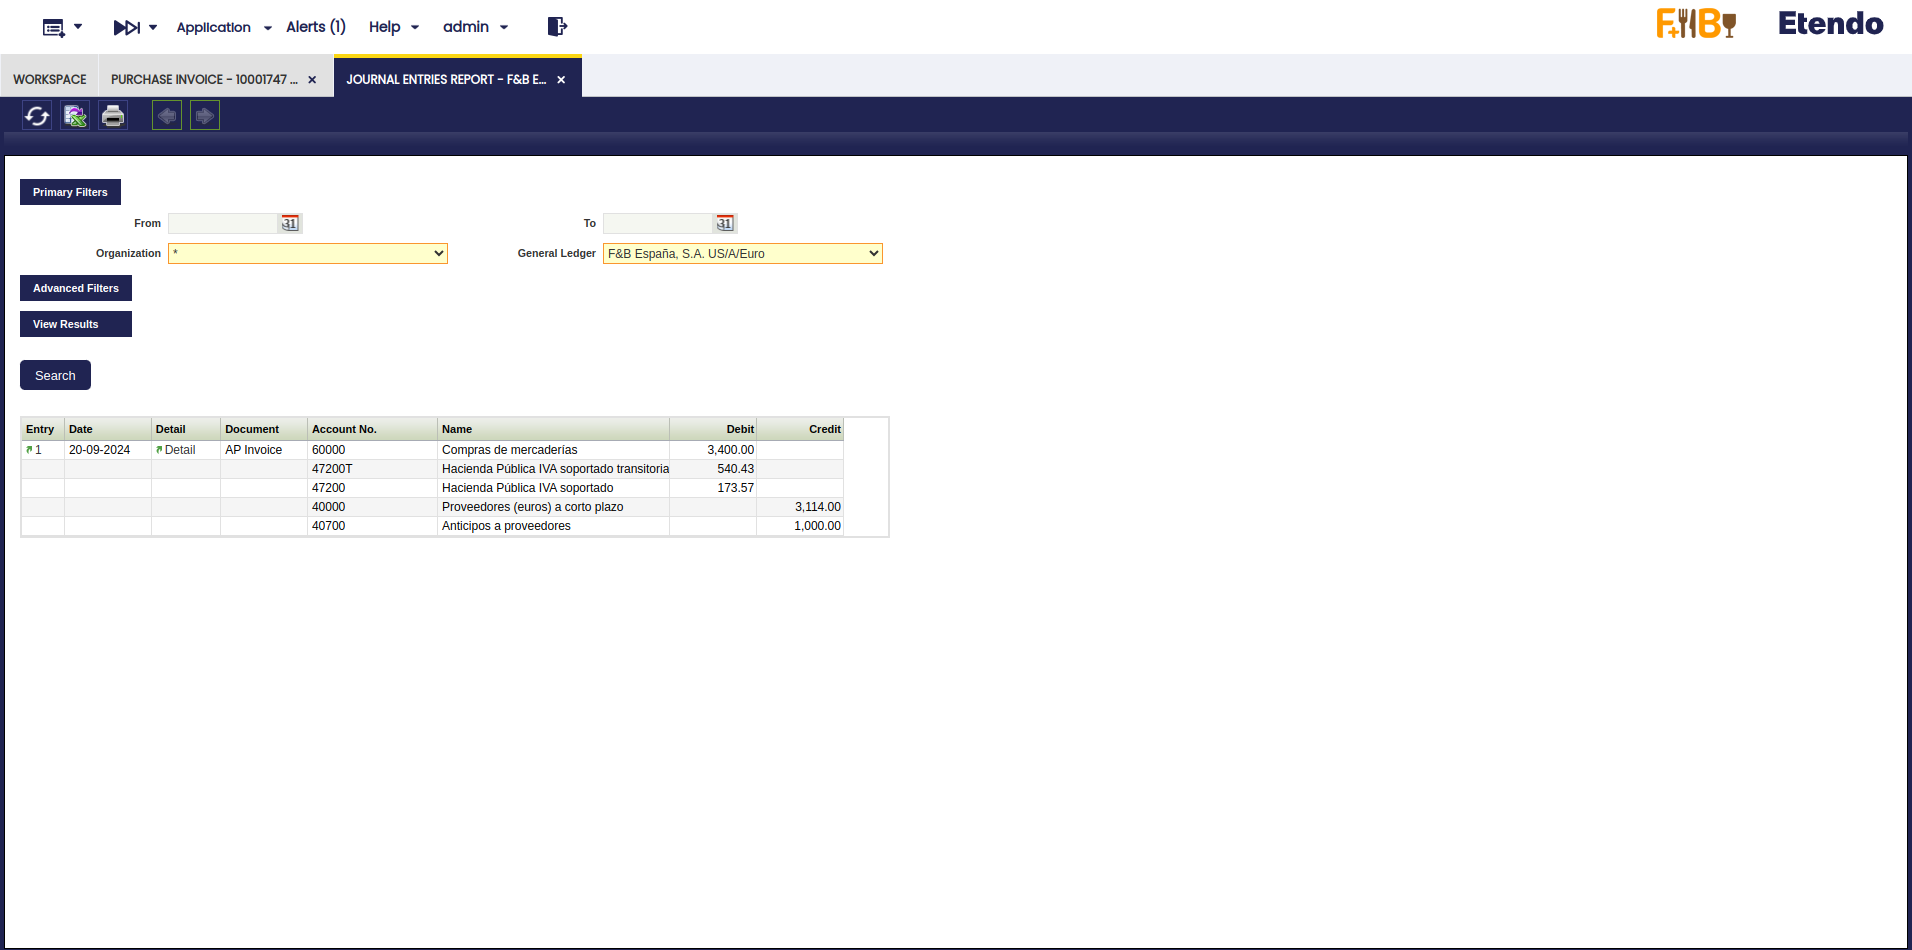 Application Alerts (1) Help admin
F&B Etendo
WORKSPACE PURCHASE INVOICE - 10001747 ... × JOURNAL ENTRIES REPORT - F&B E... ×
Primary Filters
From 31 To 31
Organization * General Ledger F&B España, S.A. US/A/Euro
Advanced Filters
View Results
Search
Entry Date Detail Document Account No. Name Debit Credit
1 20-09-2024 Detail AP Invoice 60000 Compras de mercaderías 3,400.00
47200T Hacienda Pública IVA soportado transitoria 540.43
47200 Hacienda Pública IVA soportado 173.57
40000 Proveedores (euros) a corto plazo 3,114.00
40700 Anticipos a proveedores 1,000.00